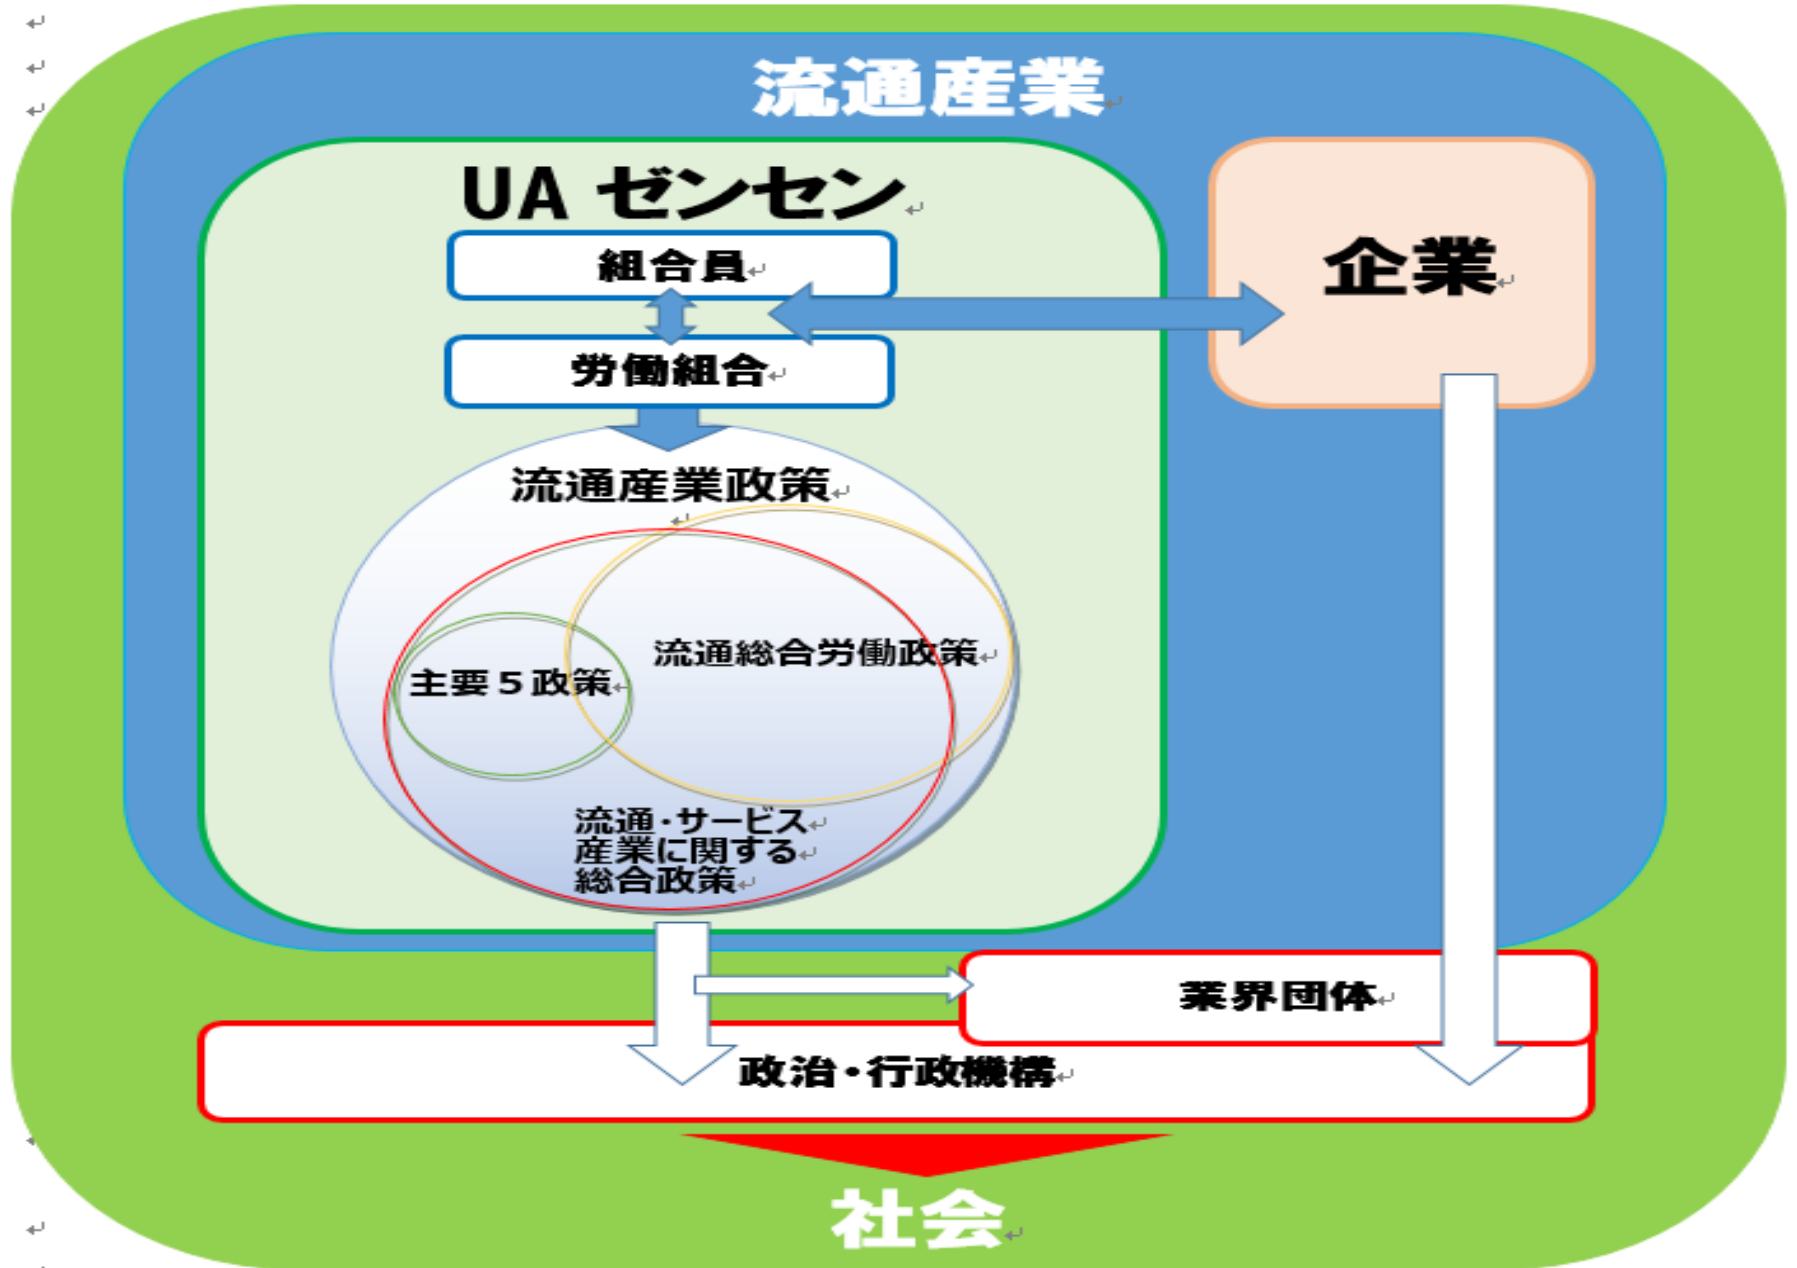 流通産業
UA ゼンセン
組合員
企業
労働組合
流通産業政策
流通総合労働政策
主要５政策
流通・サービス
産業に関する
総合政策
業界団体
政治・行政機構
社会